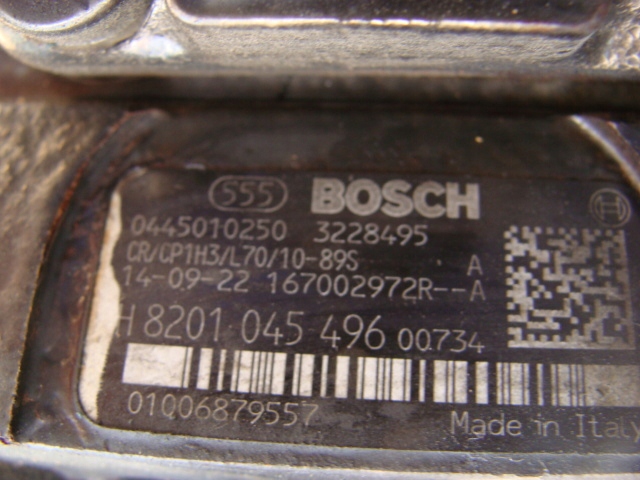 555 BOSCH
0445010250 3228495
CR/CP1H3/L70/10-89S A
14-09-22 167002972R--A
H 8201 045 496 00734
01006879557
Made in Italy